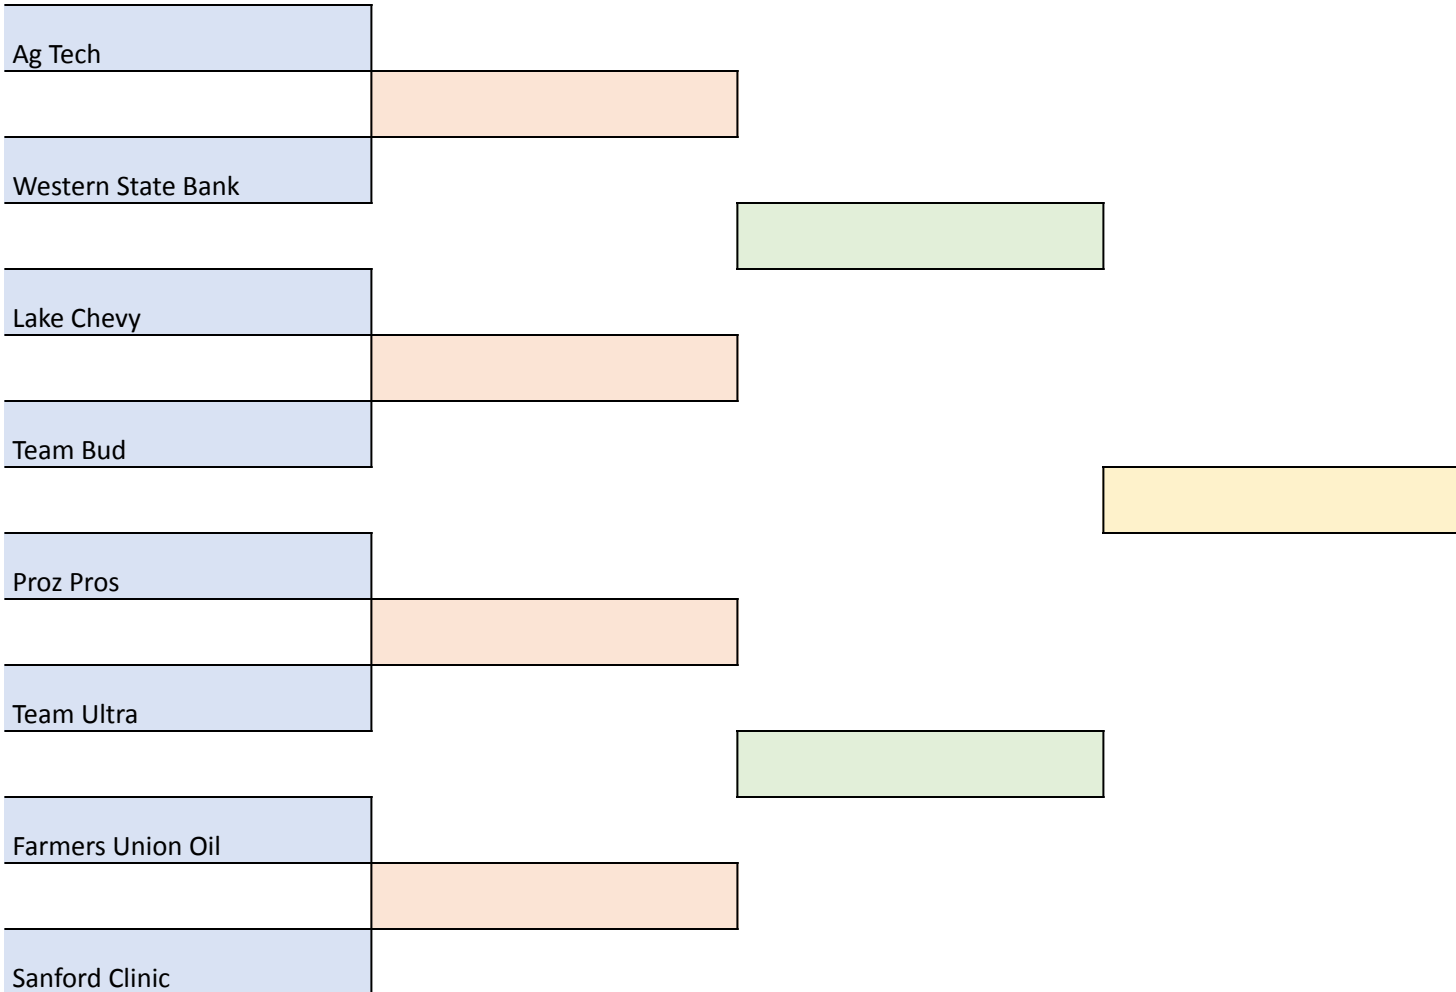 Ag Tech
Western State Bank
Lake Chevy
Team Bud
Proz Pros
Team Ultra
Farmers Union Oil
Sanford Clinic